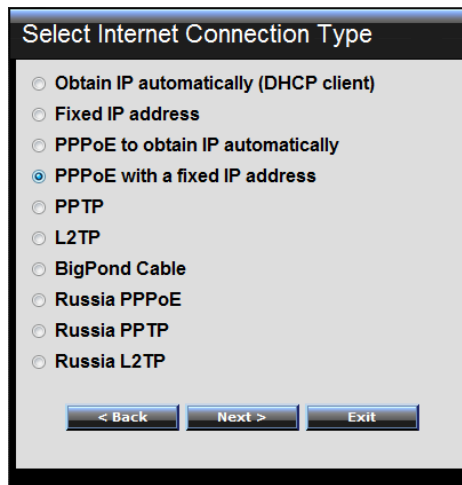 Select Internet Connection Type
Obtain IP automatically (DHCP client)
Fixed IP address
PPPoE to obtain IP automatically
PPPoE with a fixed IP address
PPTP
L2TP
BigPond Cable
Russia PPPoE
Russia PPTP
Russia L2TP
< Back Next > Exit